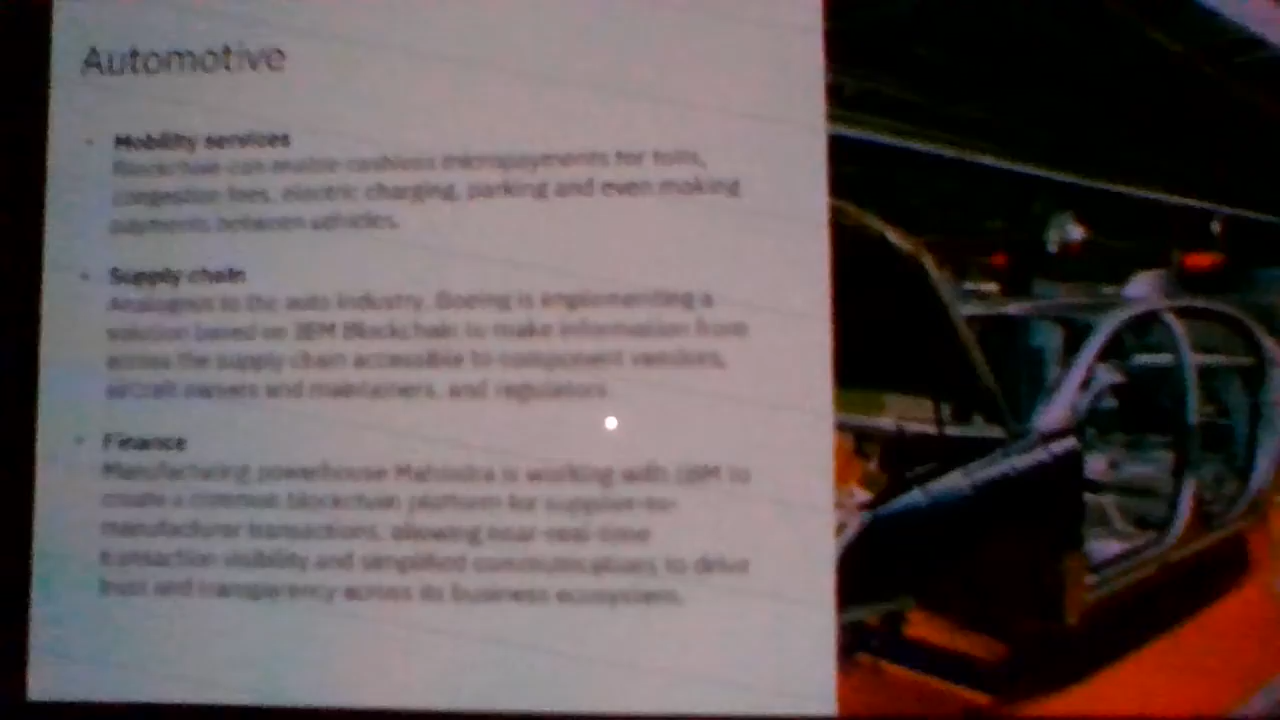 Automotive
Mobility services
Blockchain can enable cashless micropayments for tolls,
congestion fees, electric charging, parking and even making
payments between vehicles.
Supply chain
Analogous to the auto industry, Boeing is implementing a
solution based on IBM Blockchain to make information from
across the supply chain accessible to component vendors,
aircraft owners and maintainers, and regulators.
Finance
Manufacturing powerhouse Mahindra is working with IBM to
create a common blockchain platform for supplier-to-
manufacturer transactions, allowing near-real-time
transaction visibility and simplified communications to drive
trust and transparency across its business ecosystem.